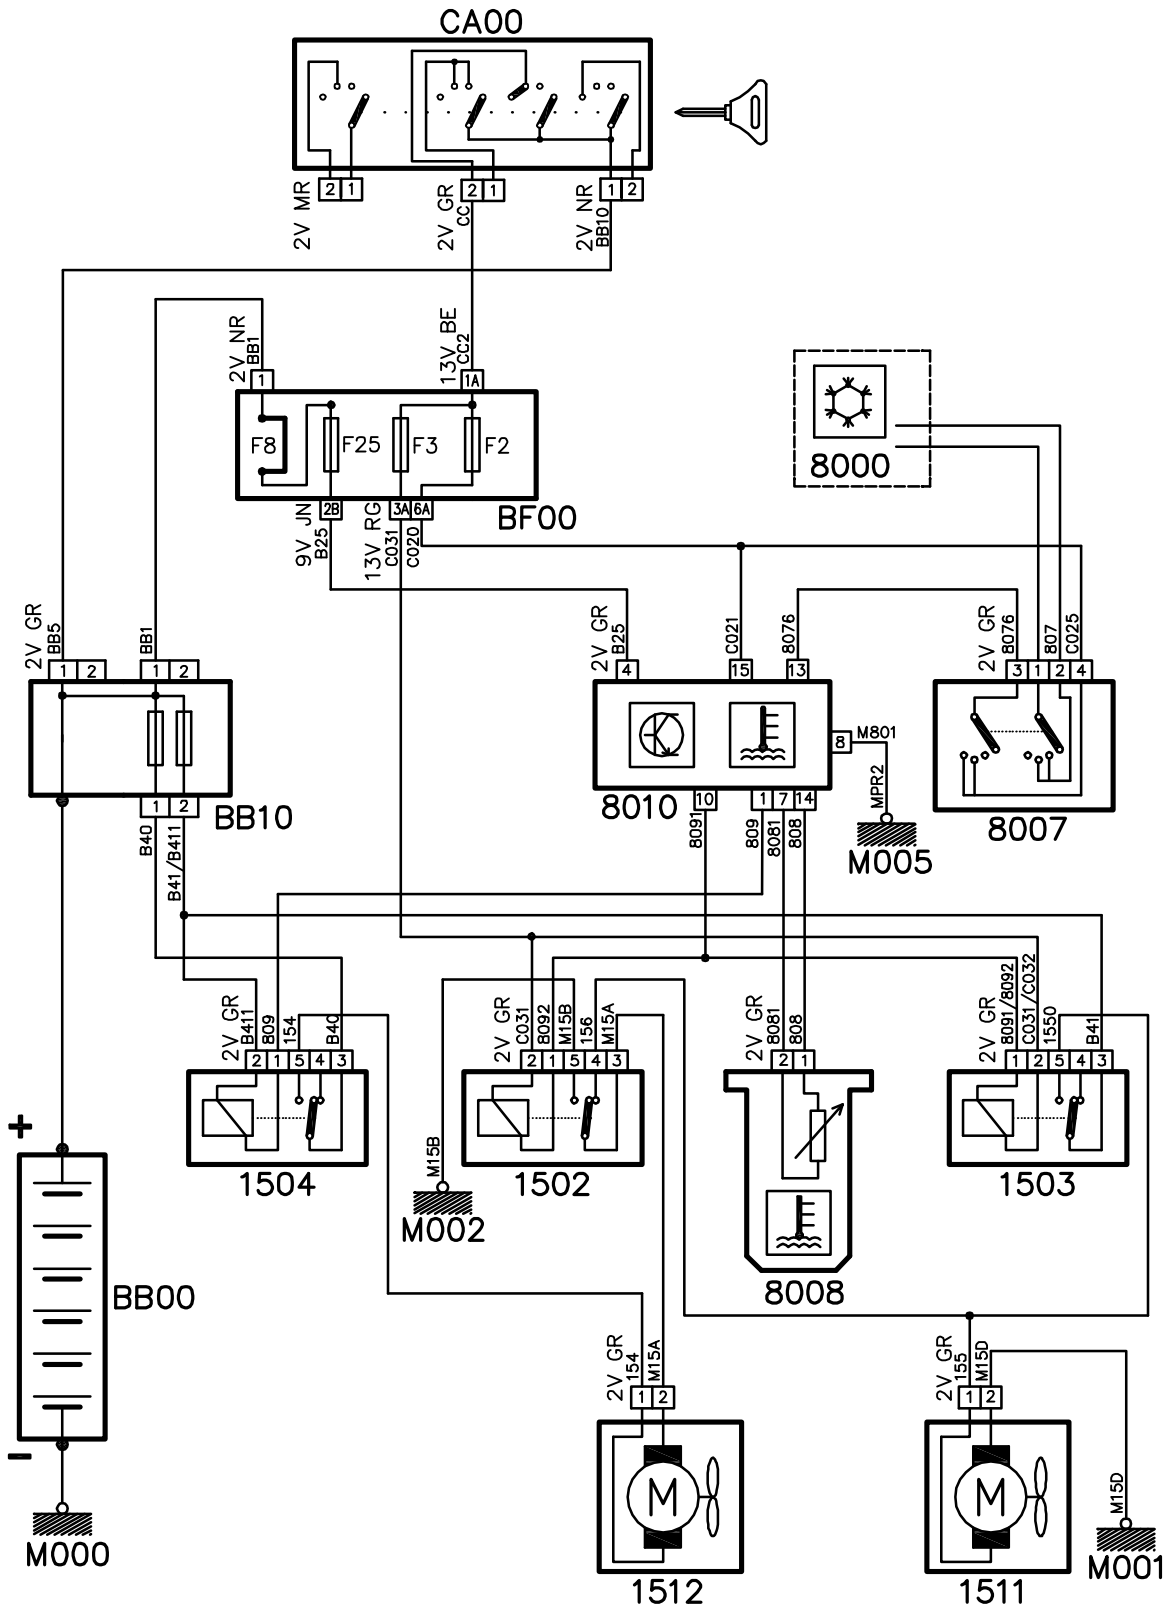 CA00
2 1
2 1
1 2
2V MR
2V GR
CC
2V NR
BB10
2V NR
BB1
13V BE
CC2
1
1A
F8
F25
F3
F2
8000
2B
3A 6A
BF00
9V JN
B25
13V RG
C031
C020
2V GR
BB5
BB1
2V GR
B25
C021
8076
2V GR
8076
807
C025
1 2
1 2
4
15
13
3 1 2 4
8
M801
MPR2
1 2
BB10
8010
10
1 7 14
8007
M005
B40
B41/B411
8091
809
8081
808
2V GR
B411
809
154
B40
2V GR
C031
8092
M15B
156
M15A
8081
808
2V GR
8091/8092
C031/C032
1550
B41
2 1 5 4 3
2 1 5 4 3
2 1
1 2 5 4 3
+
1504
M15B
1502
1503
M002
BB00
8008
2V GR
154
M15A
2V GR
155
M15D
1 2
1 2
−
M
M
M15D
M000
M001
1512
1511